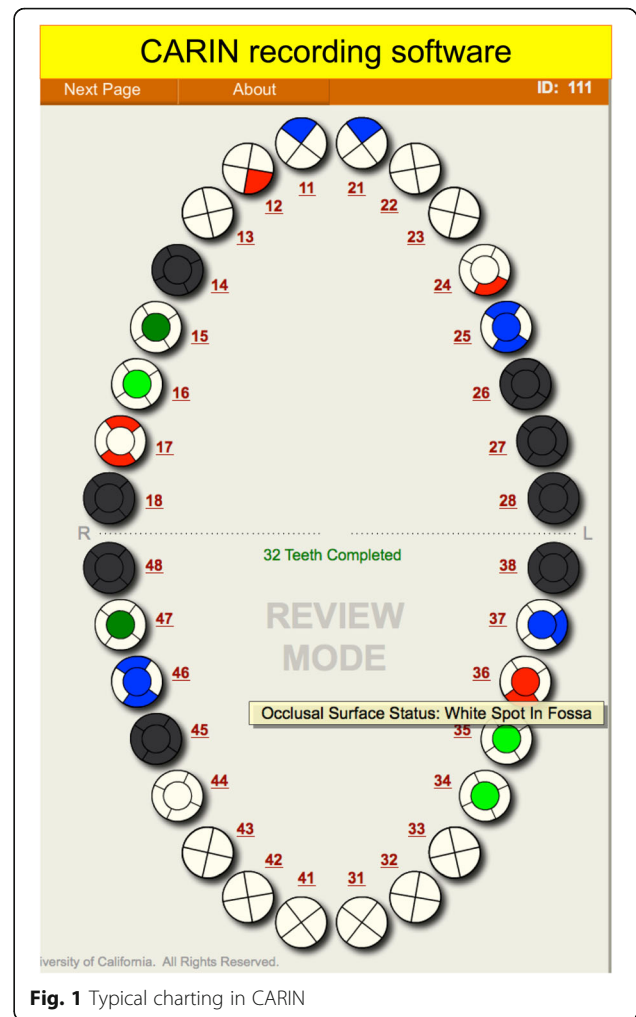 CARIN recording software
Next Page About ID: 111
11 21
12 22
13 23
14 24
15 25
16 26
17 27
18 28
R L
48 32 Teeth Completed 38
47 REVIEW 37
MODE
46 36
Occlusal Surface Status: White Spot In Fossa
45 35
44 34
43 33
42 32
41 31
iversity of California. All Rights Reserved.
Fig. 1 Typical charting in CARIN